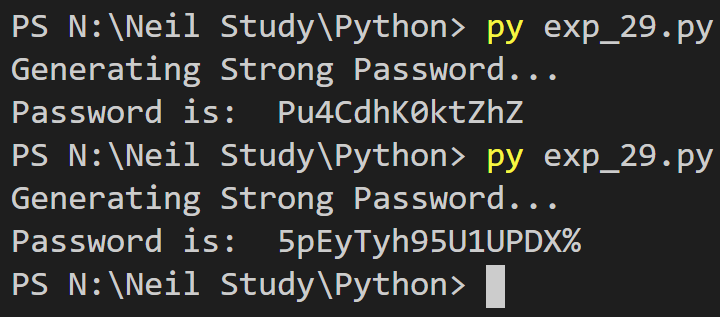 PS N:\Neil Study\Python> py exp_29.py
Generating Strong Password...
Password is:  Pu4CdhK0ktZhZ
PS N:\Neil Study\Python> py exp_29.py
Generating Strong Password...
Password is:  5pEyTyh95U1UPDX%
PS N:\Neil Study\Python>